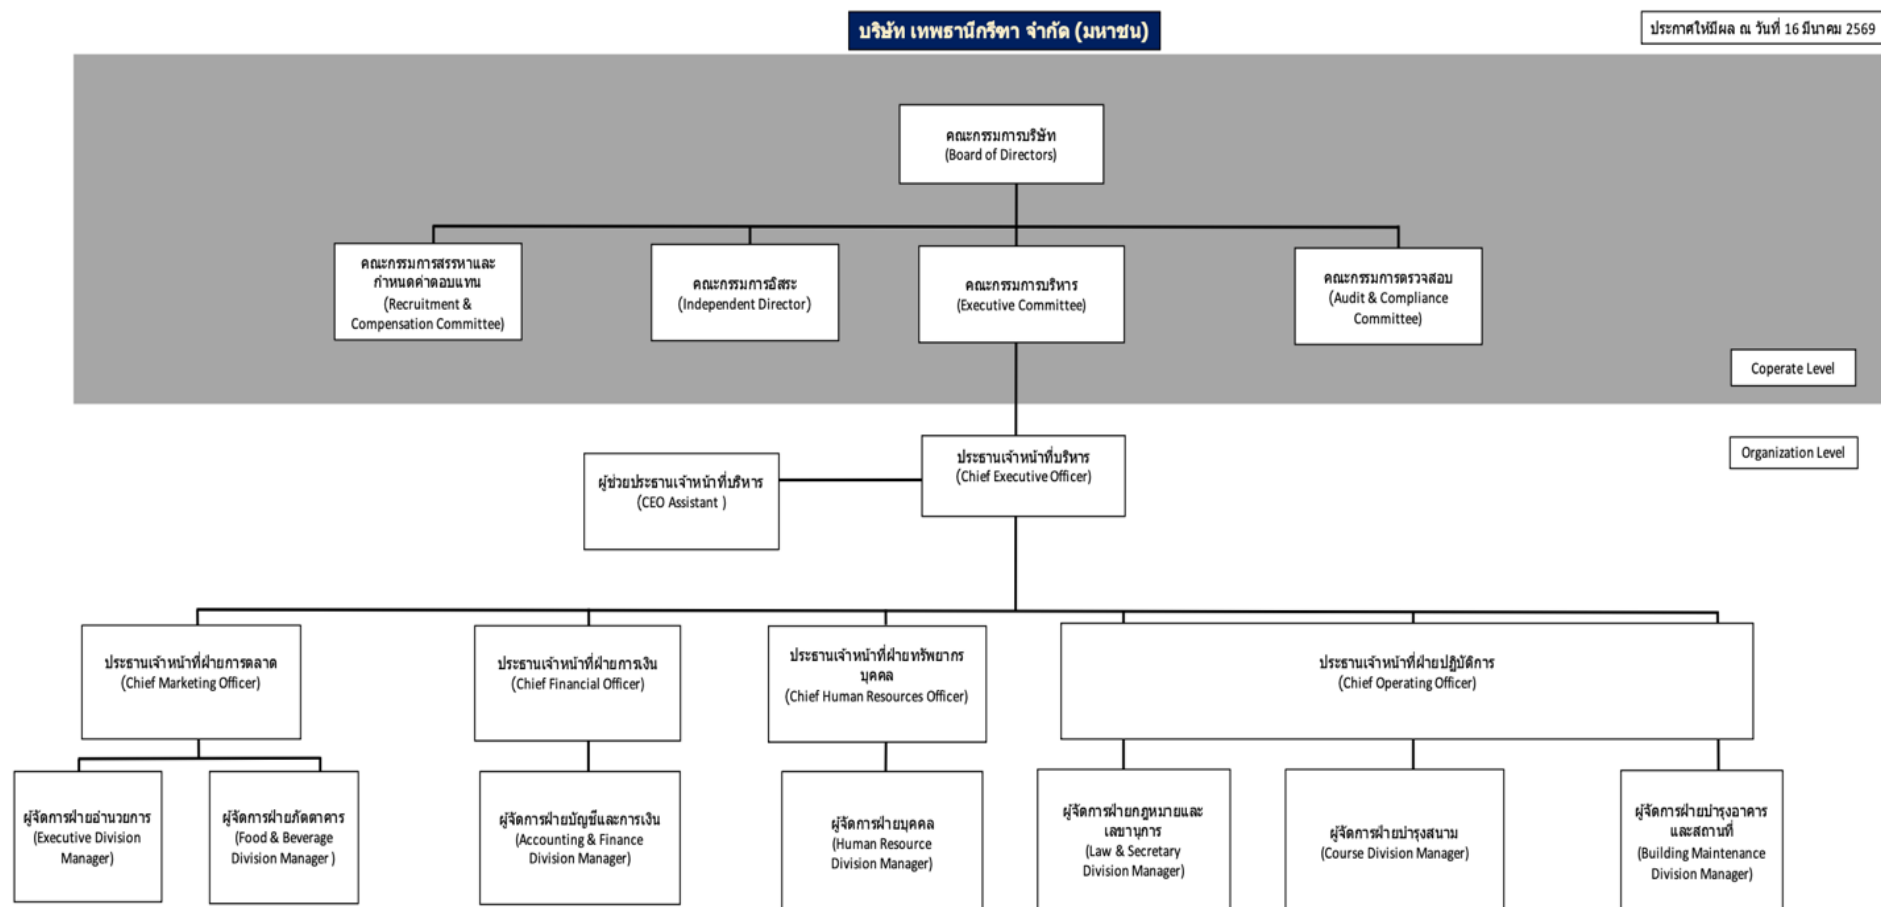 บริษัท เทพธานีกรีฑา จำกัด (มหาชน)
ประกาศให้มีผล ณ วันที่ 16 มีนาคม 2569
คณะกรรมการบริษัท
(Board of Directors)
คณะกรรมการสรรหาและ
กำหนดค่าตอบแทน
(Recruitment &
Compensation Committee)
คณะกรรมการอิสระ
(Independent Director)
คณะกรรมการบริหาร
(Executive Committee)
คณะกรรมการตรวจสอบ
(Audit & Compliance
Committee)
Coperate Level
ประธานเจ้าหน้าที่บริหาร
(Chief Executive Officer)
Organization Level
ผู้ช่วยประธานเจ้าหน้าที่บริหาร
(CEO Assistant )
ประธานเจ้าหน้าที่ฝ่ายการตลาด
(Chief Marketing Officer)
ประธานเจ้าหน้าที่ฝ่ายการเงิน
(Chief Financial Officer)
ประธานเจ้าหน้าที่ฝ่ายทรัพยากร
บุคคล
(Chief Human Resources Officer)
ประธานเจ้าหน้าที่ฝ่ายปฏิบัติการ
(Chief Operating Officer)
ผู้จัดการฝ่ายอำนวยการ
(Executive Division
Manager)
ผู้จัดการฝ่ายภัตตาคาร
(Food & Beverage
Division Manager )
ผู้จัดการฝ่ายบัญชีและการเงิน
(Accounting & Finance
Division Manager)
ผู้จัดการฝ่ายบุคคล
(Human Resource
Division Manager)
ผู้จัดการฝ่ายกฎหมายและ
เลขานุการ
(Law & Secretary
Division Manager)
ผู้จัดการฝ่ายบำรุงสนาม
(Course Division Manager)
ผู้จัดการฝ่ายบำรุงอาคาร
และสถานที่
(Building Maintenance
Division Manager)